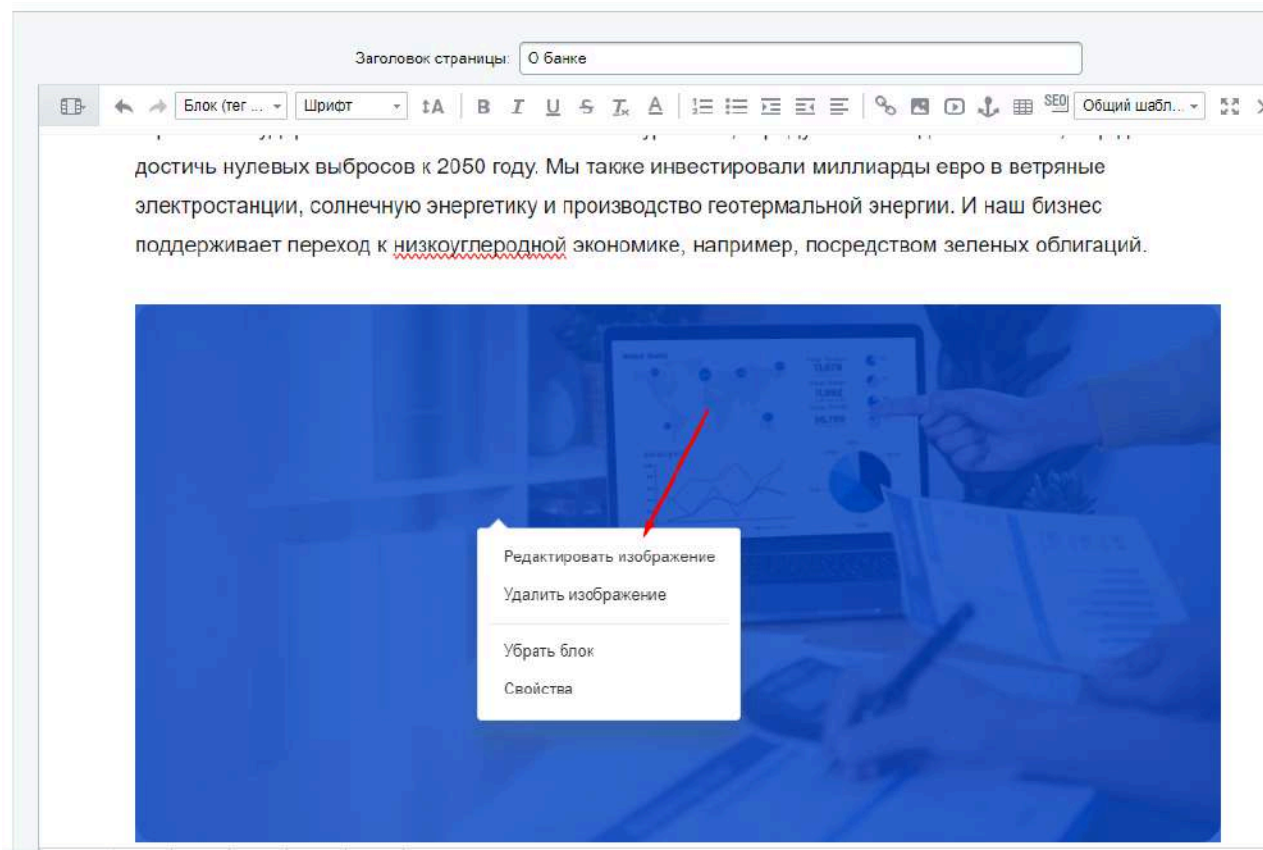 Заголовок страницы: О банке
Блок (тег ... Шрифт SEO Общий шабл...
достичь нулевых выбросов к 2050 году. Мы также инвестировали миллиарды евро в ветряные
электростанции, солнечную энергетику и производство геотермальной энергии. И наш бизнес
поддерживает переход к низкоуглеродной экономике, например, посредством зеленых облигаций.
Редактировать изображение
Удалить изображение
Убрать блок
Свойства